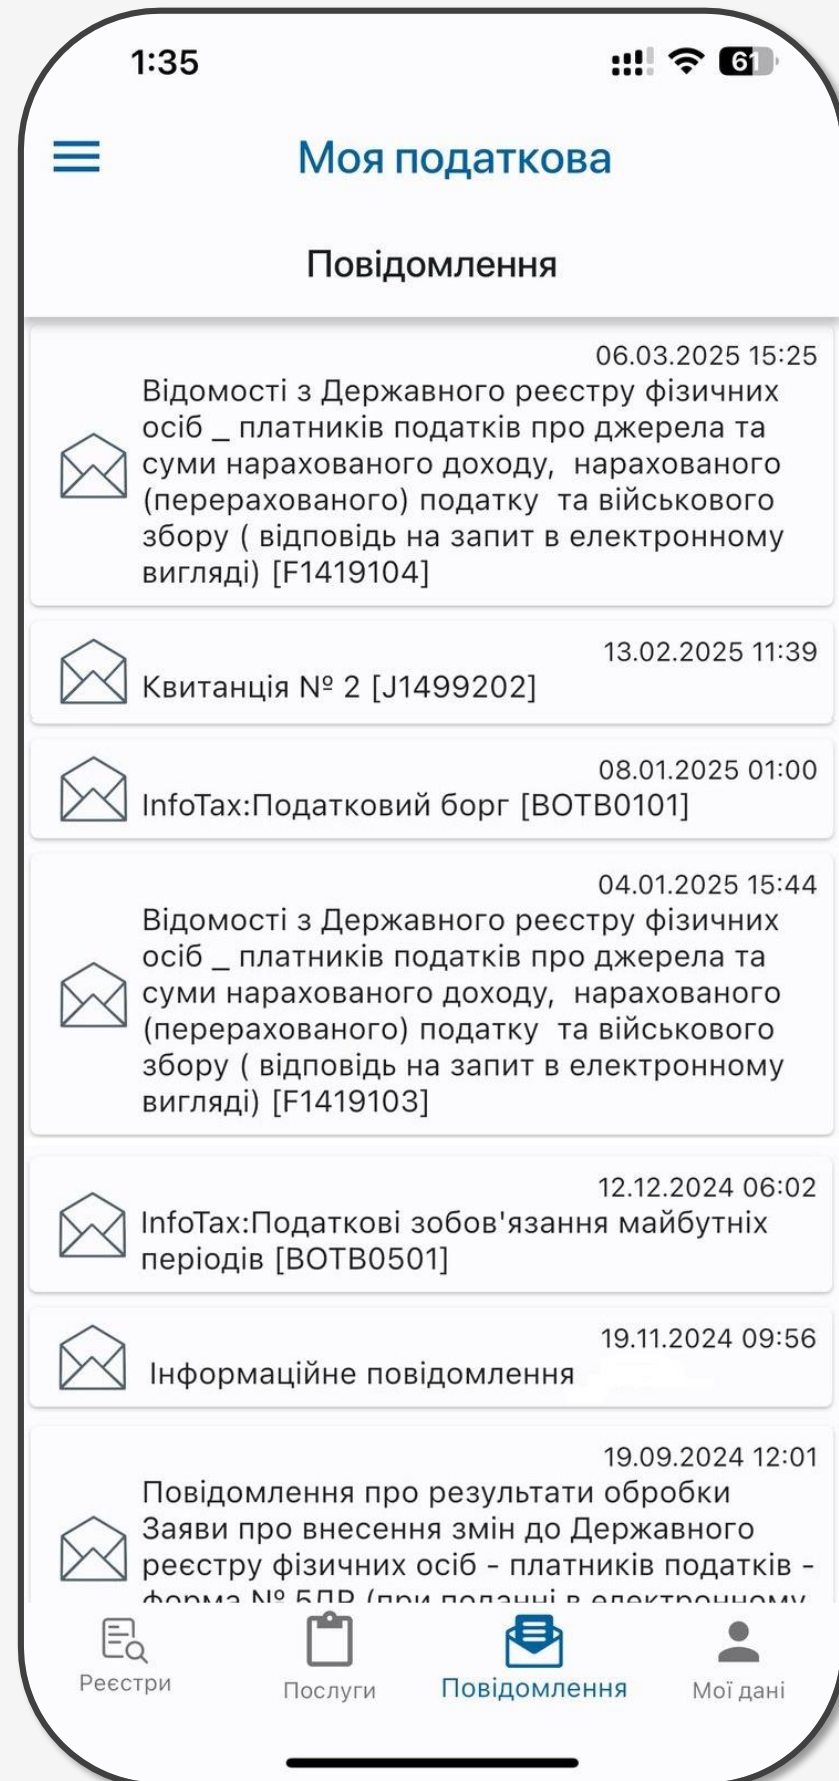 1:35
61
Моя податкова
Повідомлення
06.03.2025 15:25
Відомості з Державного реєстру фізичних
осіб _ платників податків про джерела та
суми нарахованого доходу,  нарахованого
(перерахованого) податку  та військового
збору ( відповідь на запит в електронному
вигляді) [F1419104]
13.02.2025 11:39
Квитанція № 2 [J1499202]
08.01.2025 01:00
InfoTax:Податковий борг [BOTB0101]
04.01.2025 15:44
Відомості з Державного реєстру фізичних
осіб _ платників податків про джерела та
суми нарахованого доходу,  нарахованого
(перерахованого) податку  та військового
збору ( відповідь на запит в електронному
вигляді) [F1419103]
12.12.2024 06:02
InfoTax:Податкові зобов'язання майбутніх
періодів [BOTB0501]
19.11.2024 09:56
Інформаційне повідомлення
19.09.2024 12:01
Повідомлення про результати обробки
Заяви про внесення змін до Державного
реєстру фізичних осіб - платників податків -
форма № 5ДР (при поданні в електронному
Реєстри
Послуги
Повідомлення
Мої дані